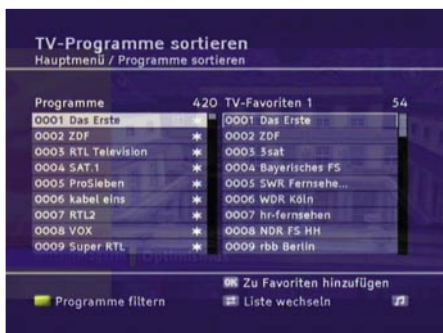 TV-Programme sortieren
Hauptmenü / Programme sortieren
Programme 420 TV-Favoriten 1 54
0001 Das Erste * 0001 Das Erste
0002 ZDF * 0002 ZDF
0003 RTL Television * 0003 3sat
0004 SAT.1 * 0004 Bayerisches FS
0005 ProSieben * 0005 SWR Fernsehe...
0006 kabel eins * 0006 WDR Köln
0007 RTL2 * 0007 hr-fernsehen
0008 VOX * 0008 NDR FS HH
0009 Super RTL * 0009 rbb Berlin
OK Zu Favoriten hinzufügen
Programme filtern Liste wechseln